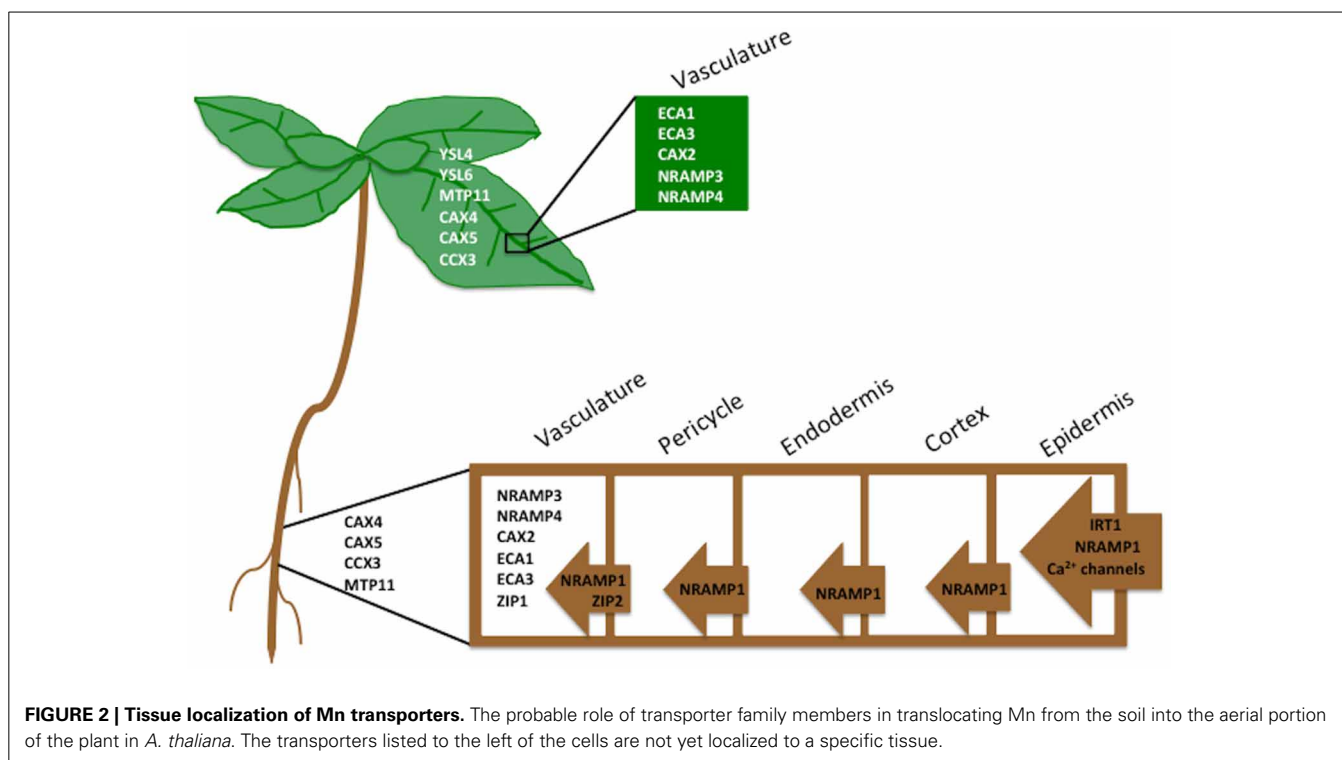 Vasculature
ECA1
ECA3
CAX2
NRAMP3
NRAMP4
YSL4
YSL6
MTP11
CAX4
CAX5
CCX3
Vasculature
Pericycle
Endodermis
Cortex
Epidermis
CAX4
CAX5
CCX3
MTP11
NRAMP3
NRAMP4
CAX2
ECA1
ECA3
ZIP1
NRAMP1
ZIP2
NRAMP1
NRAMP1
NRAMP1
IRT1
NRAMP1
Ca²⁺ channels
FIGURE 2 | Tissue localization of Mn transporters. The probable role of transporter family members in translocating Mn from the soil into the aerial portion
of the plant in A. thaliana. The transporters listed to the left of the cells are not yet localized to a specific tissue.